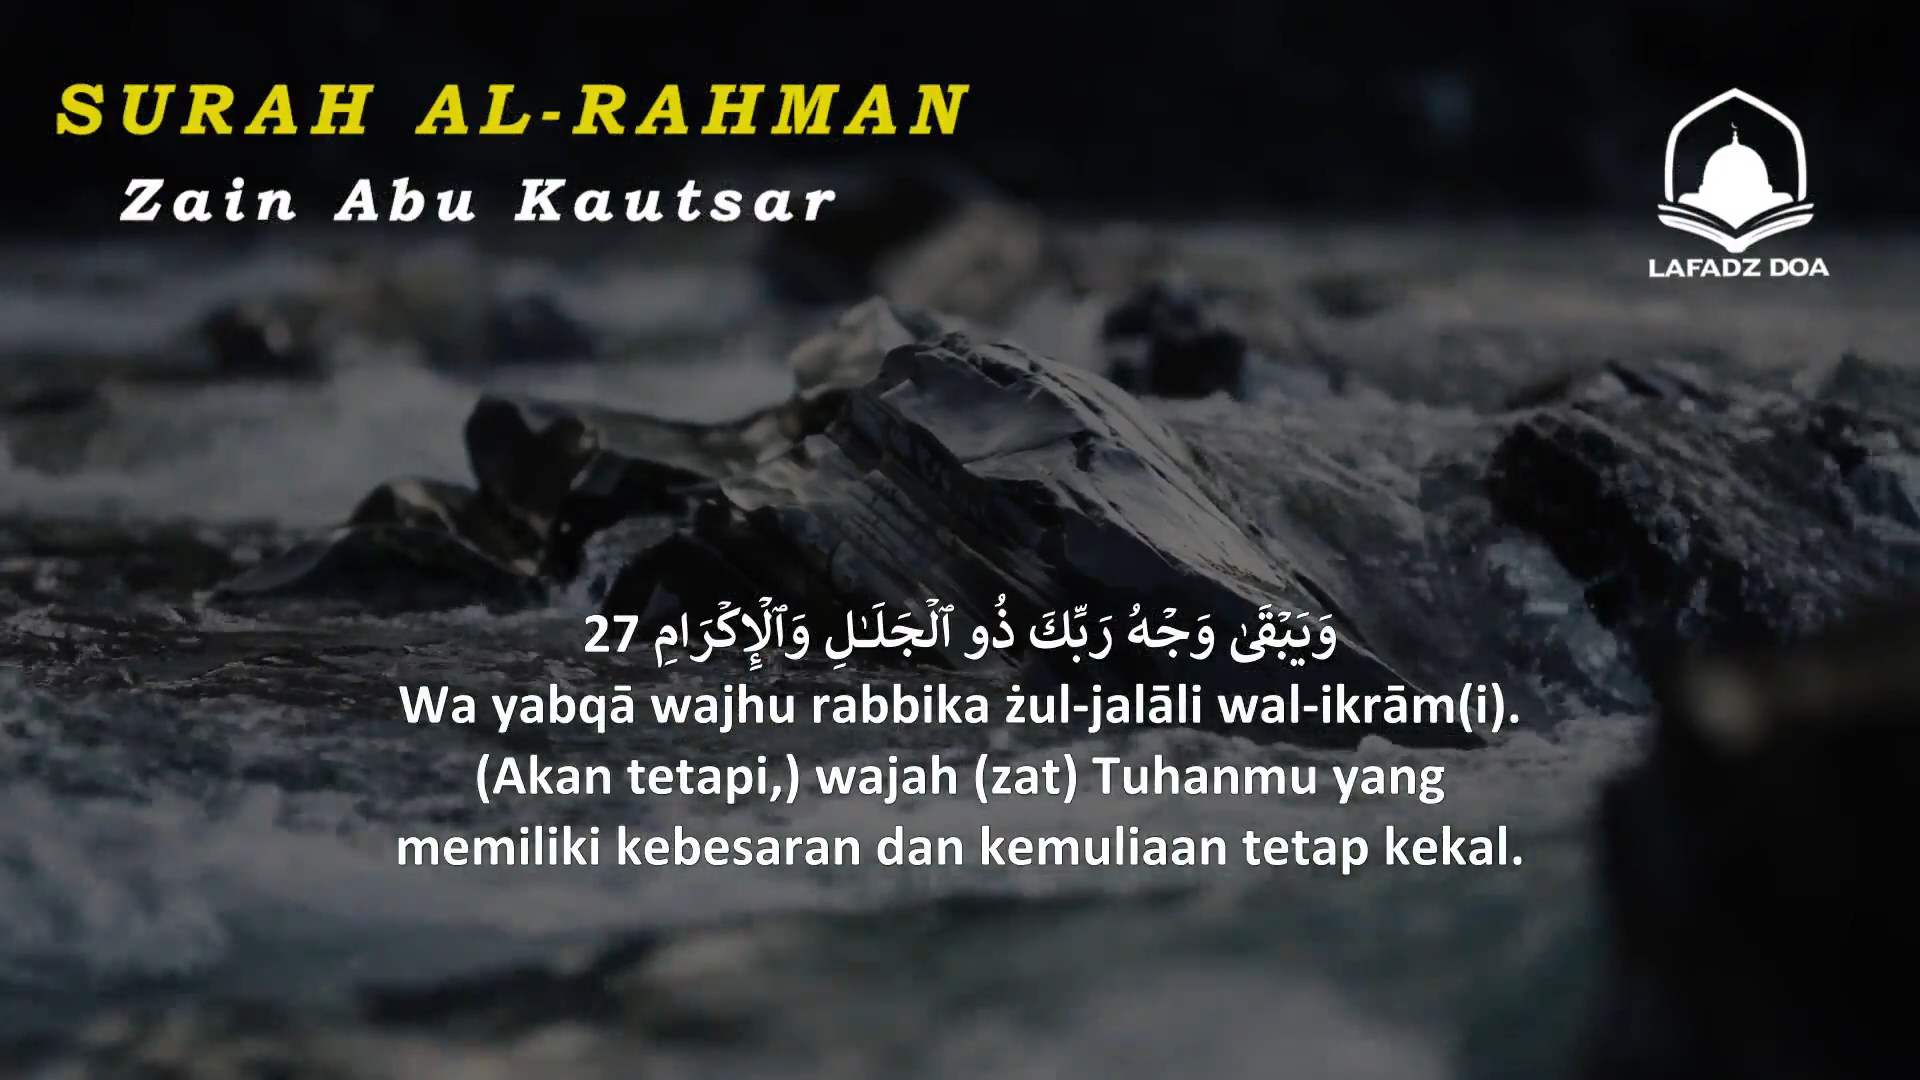 SURAH AL-RAHMAN
Zain Abu Kautsar
LAFADZ DOA
وَيَبْقَىٰ وَجْهُ رَبِّكَ ذُو ٱلْجَلَـٰلِ وَٱلْإِكْرَامِ 27
Wa yabqā wajhu rabbika żul-jalāli wal-ikrām(i).
(Akan tetapi,) wajah (zat) Tuhanmu yang
memiliki kebesaran dan kemuliaan tetap kekal.